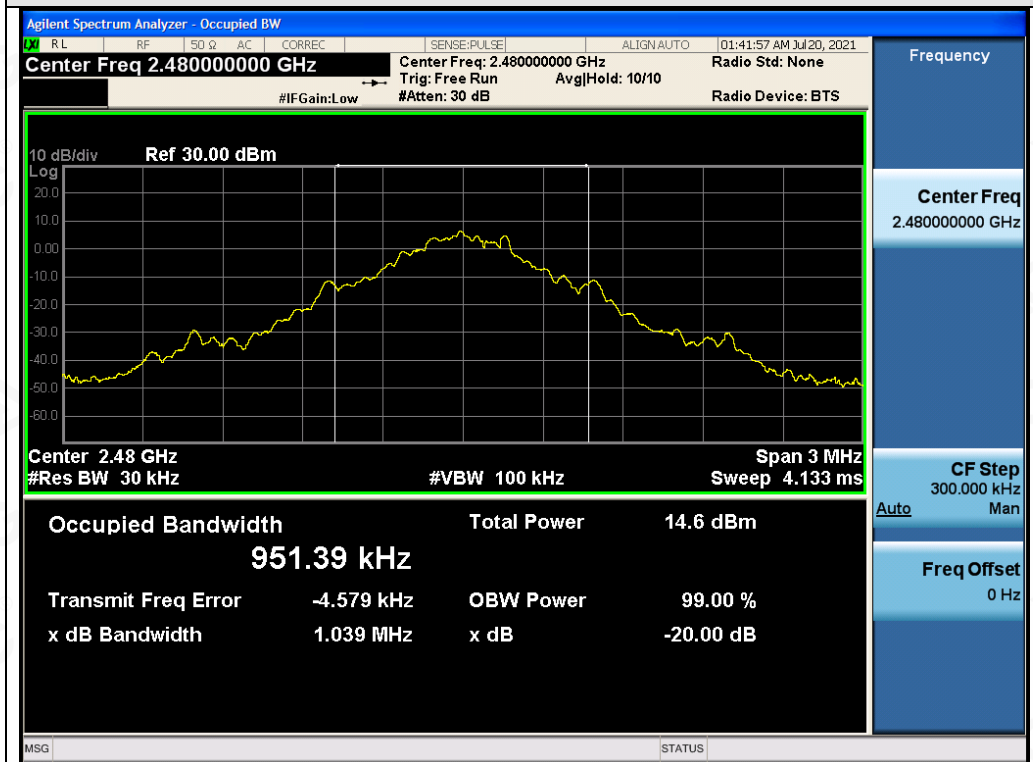 Agilent Spectrum Analyzer - Occupied BW
LXI RL RF 50 Ω AC CORREC SENSE:PULSE ALIGN AUTO 01:41:57 AM Jul 20, 2021
Center Freq 2.480000000 GHz
Center Freq: 2.480000000 GHz
Radio Std: None
Trig: Free Run Avg|Hold: 10/10
#IFGain:Low
#Atten: 30 dB
Radio Device: BTS
10 dB/div Ref 30.00 dBm
Log
20.0
10.0
0.00
-10.0
-20.0
-30.0
-40.0
-50.0
-60.0
Center 2.48 GHz
Span 3 MHz
#Res BW 30 kHz
#VBW 100 kHz
Sweep 4.133 ms
Occupied Bandwidth
951.39 kHz
Total Power 14.6 dBm
Transmit Freq Error -4.579 kHz
OBW Power 99.00 %
x dB Bandwidth 1.039 MHz
x dB -20.00 dB
Frequency
Center Freq
2.480000000 GHz
CF Step
300.000 kHz
Auto Man
Freq Offset
0 Hz
MSG
STATUS